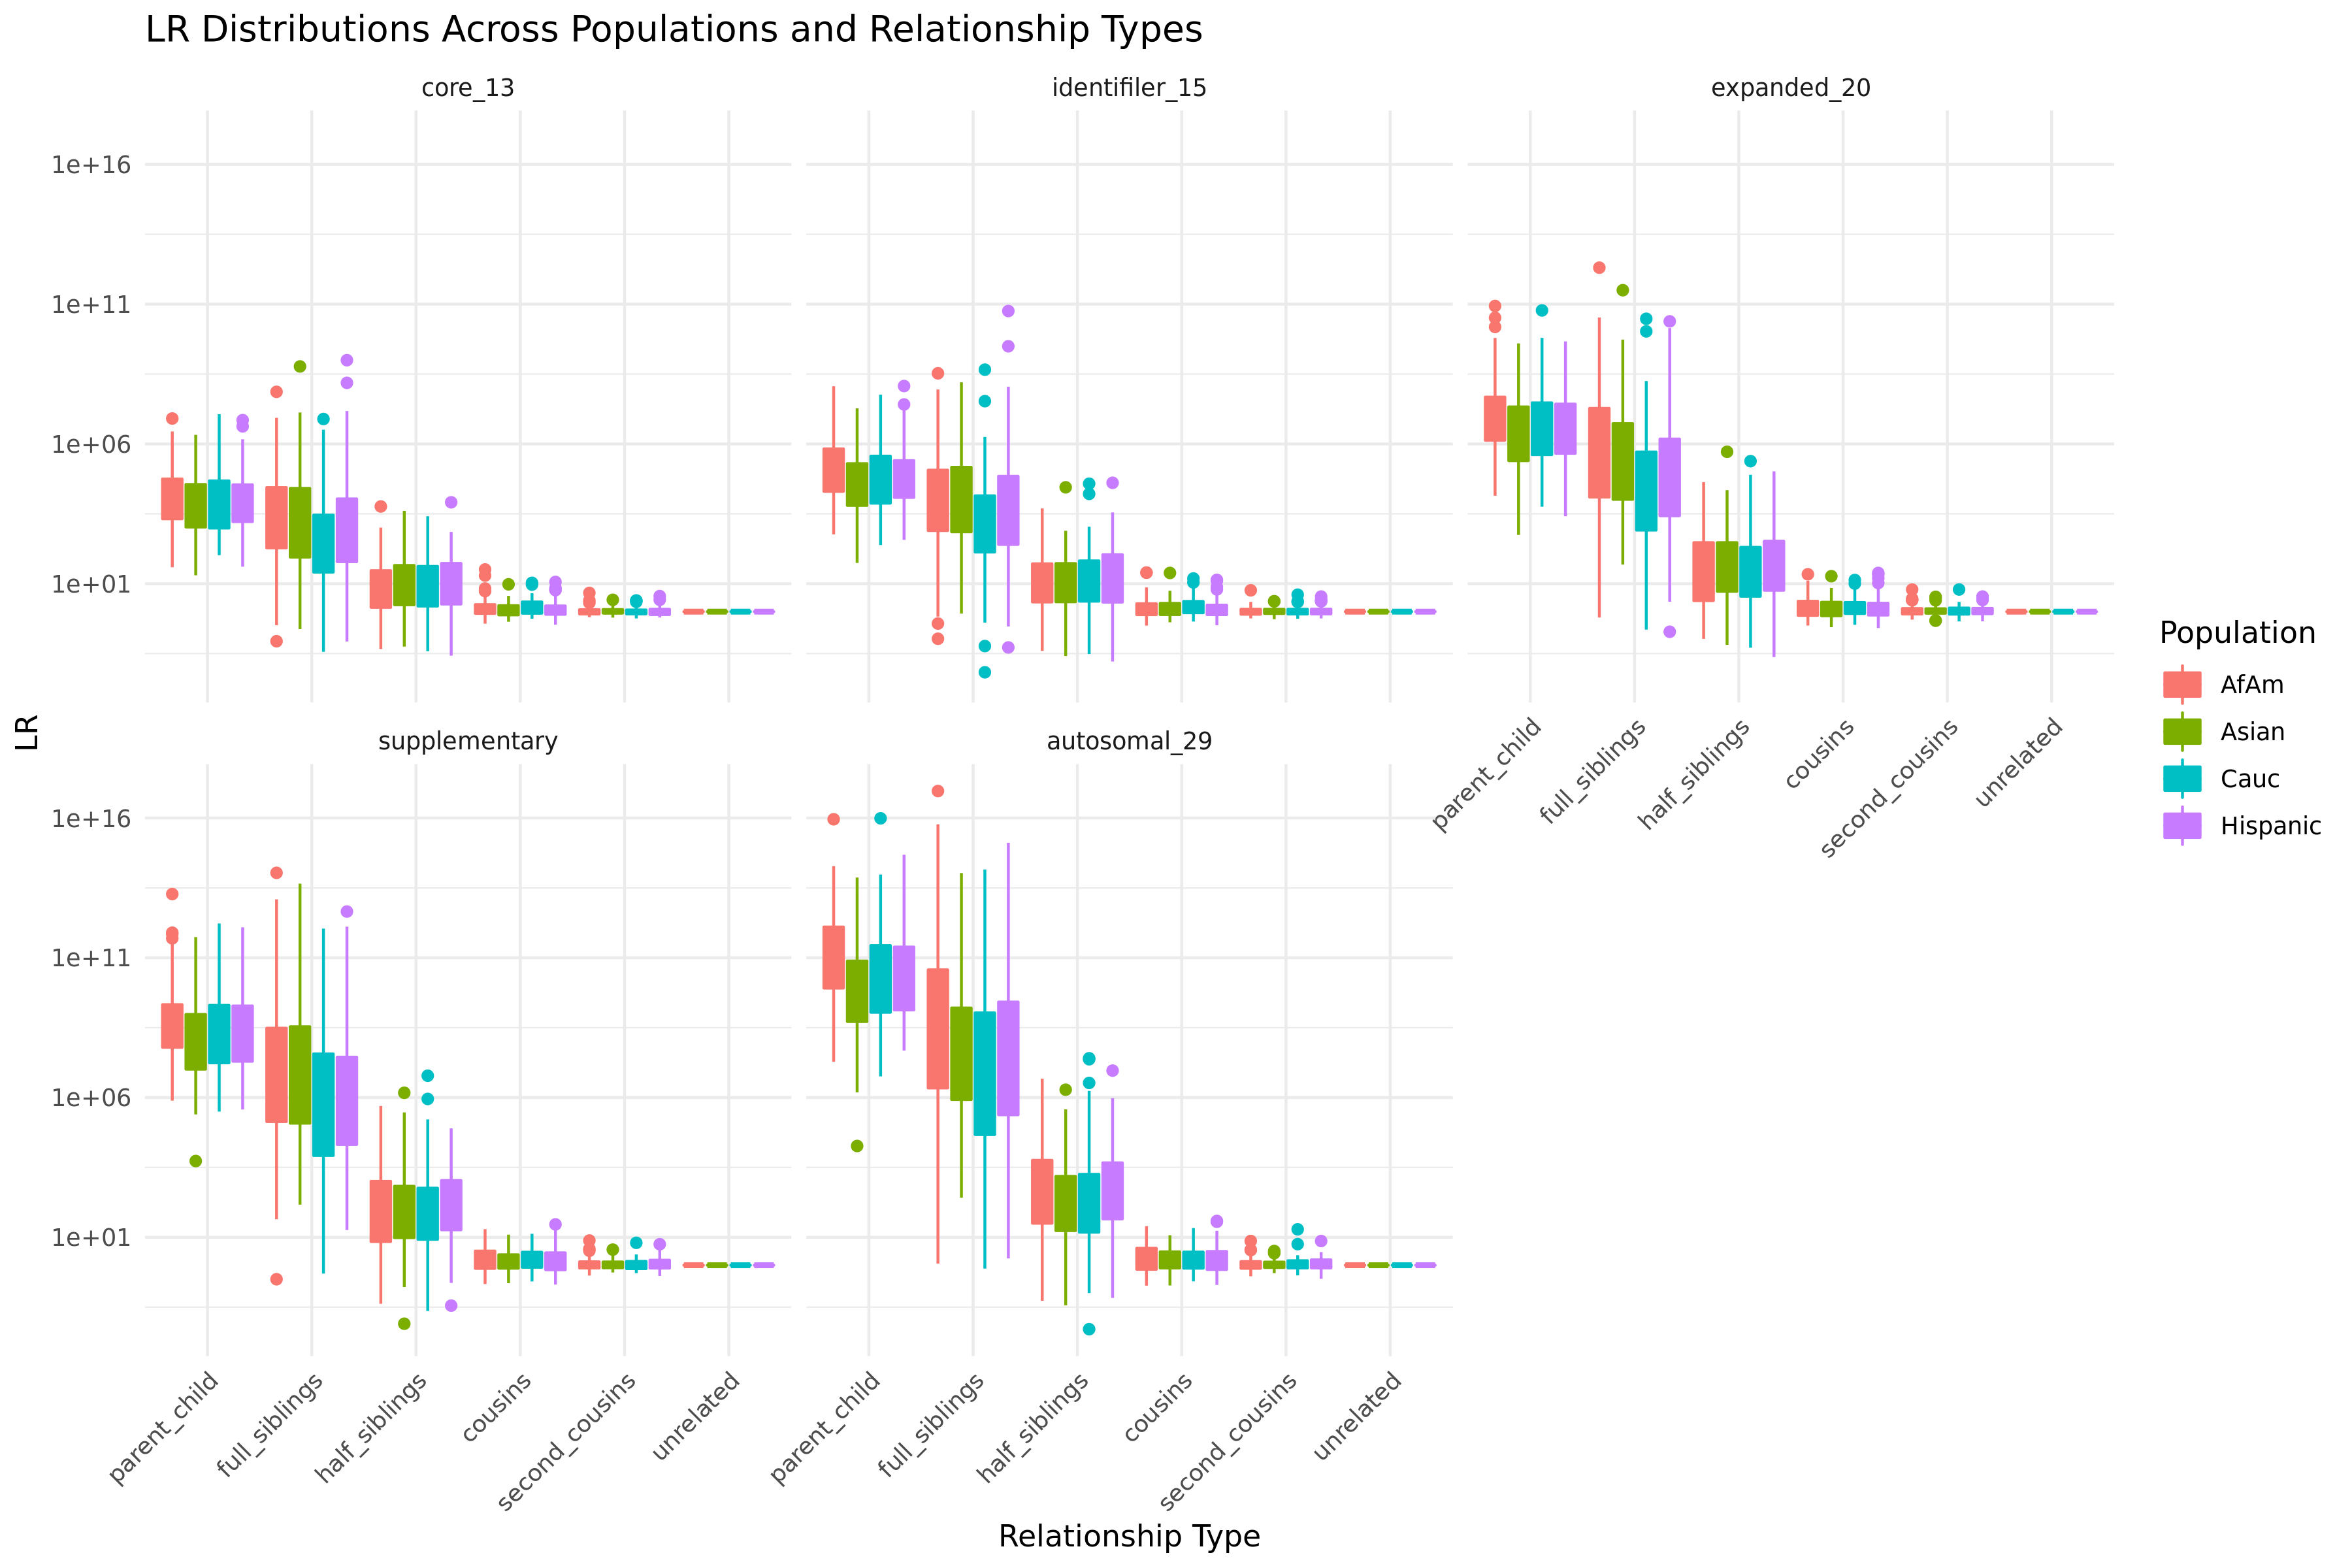 LR Distributions Across Populations and Relationship Types
core_13
identifiler_15
expanded_20
1e+16
1e+11
1e+06
1e+01
parent_child
full_siblings
half_siblings
cousins
second_cousins
unrelated
LR
supplementary
autosomal_29
1e+16
1e+11
1e+06
1e+01
parent_child
full_siblings
half_siblings
cousins
second_cousins
unrelated
parent_child
full_siblings
half_siblings
cousins
second_cousins
unrelated
Relationship Type
Population
AfAm
Asian
Cauc
Hispanic